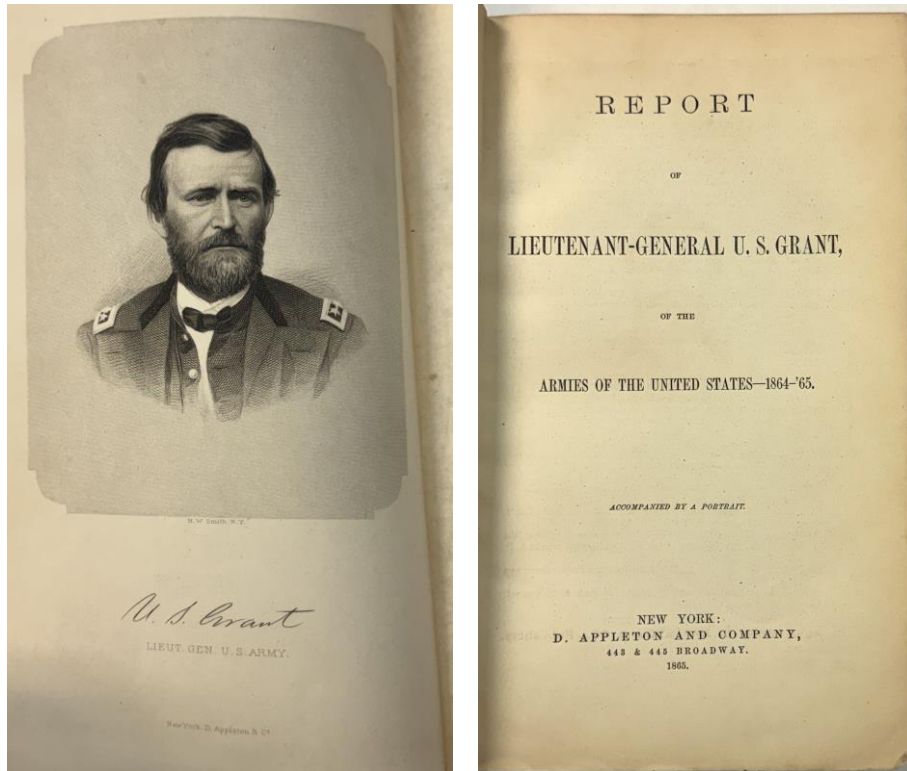 H. W. Smith, N.Y.
U. S. Grant
LIEUT. GEN. U.S. ARMY.
New York, D. Appleton & Co
REPORT
OF
LIEUTENANT-GENERAL U. S. GRANT,
OF THE
ARMIES OF THE UNITED STATES—1864–'65.
ACCOMPANIED BY A PORTRAIT.
NEW YORK:
D. APPLETON AND COMPANY,
443 & 445 BROADWAY.
1865.